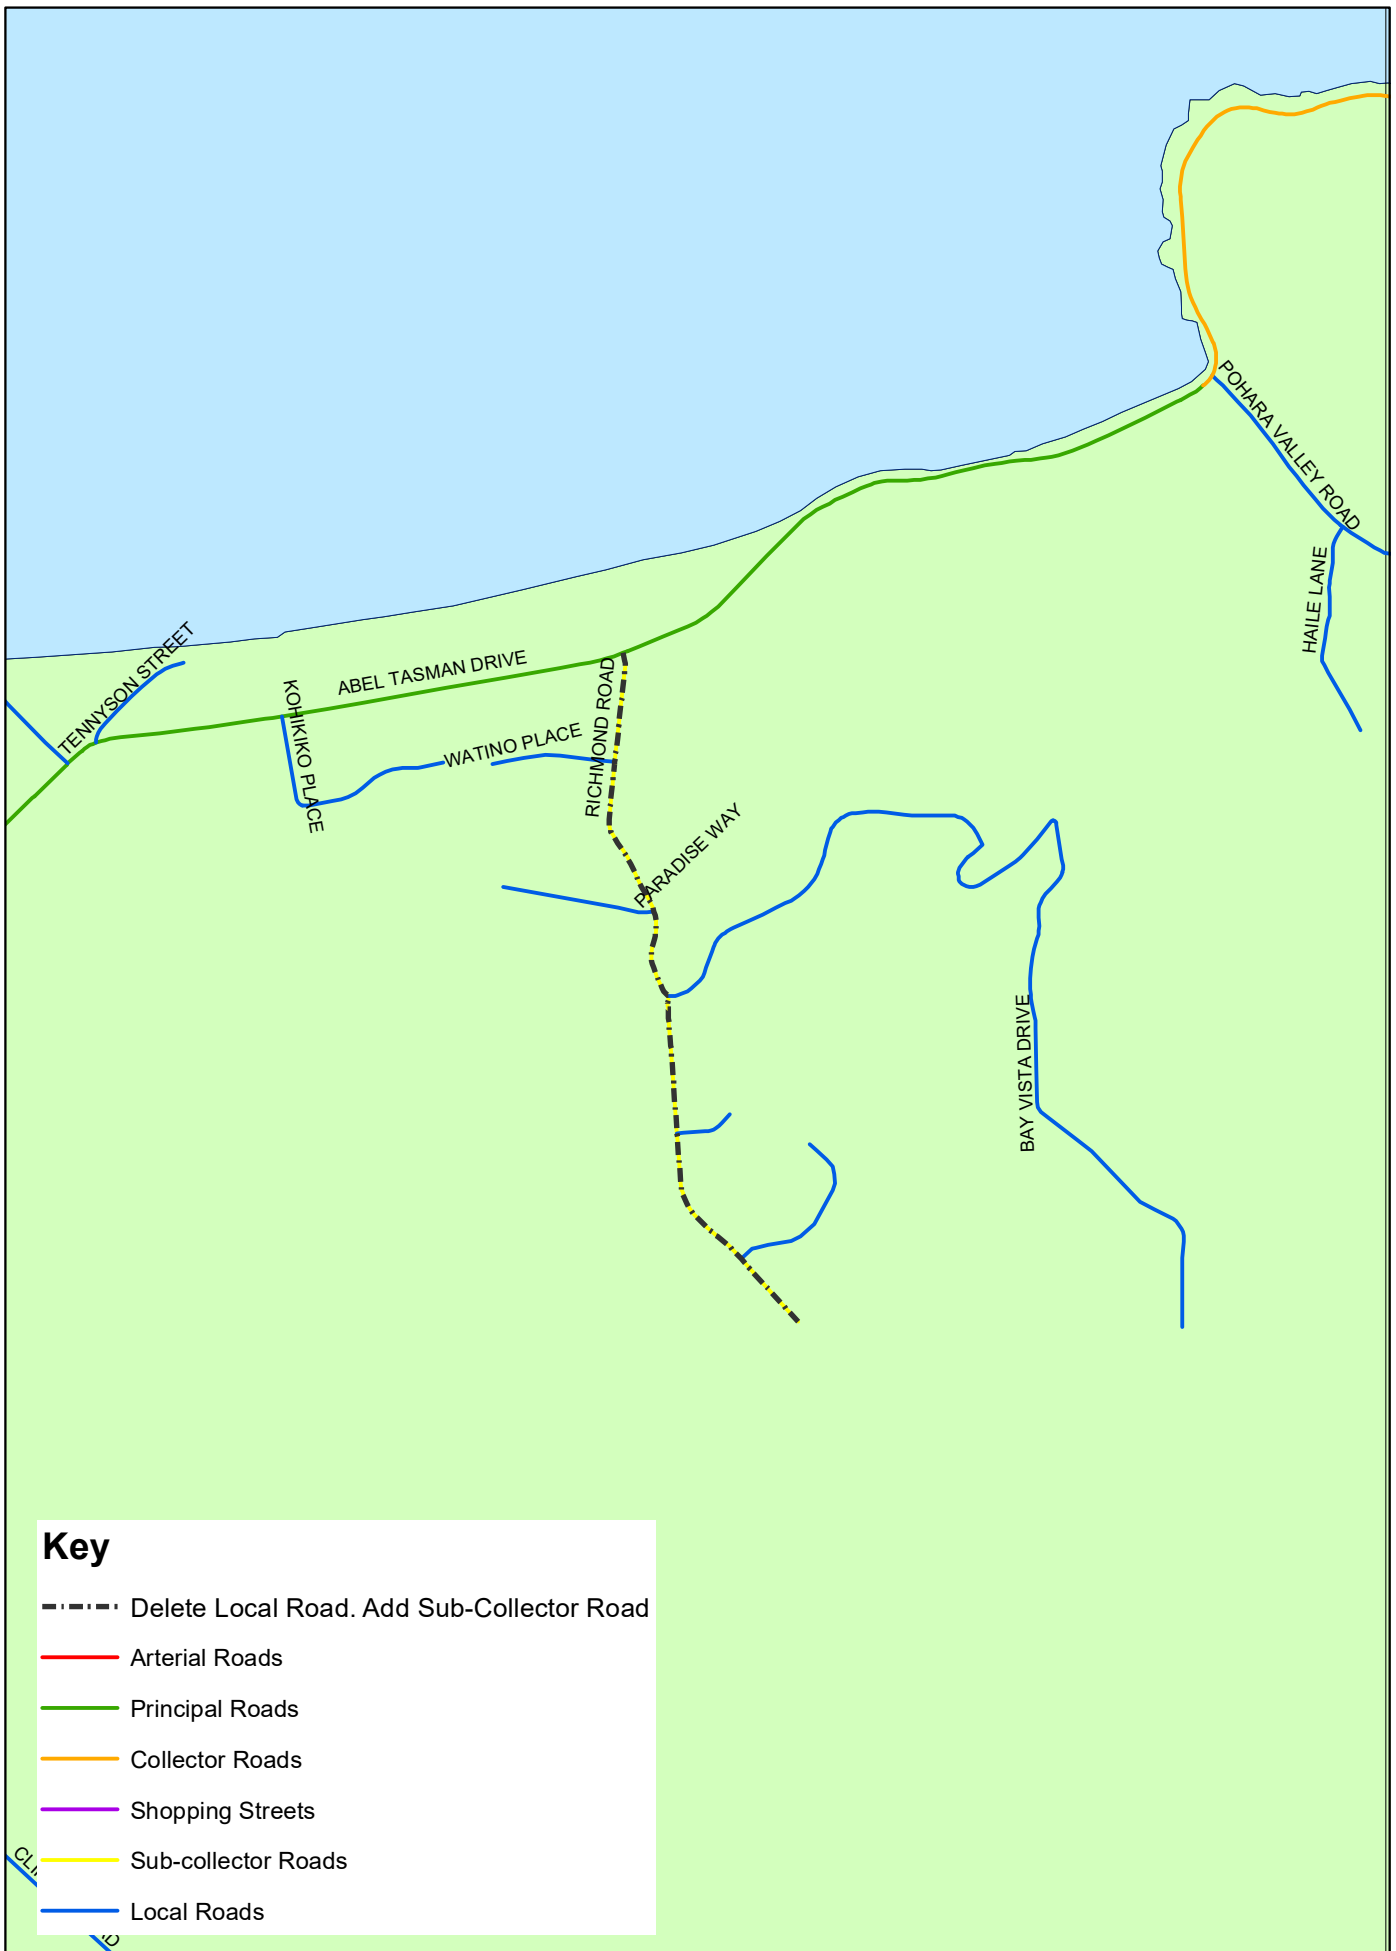 POHARA VALLEY ROAD
HAILE LANE
TENNYSON STREET
ABEL TASMAN DRIVE
KOHIKIKO PLACE
RICHMOND ROAD
WATINO PLACE
PARADISE WAY
BAY VISTA DRIVE
Key
Delete Local Road. Add Sub-Collector Road
Arterial Roads
Principal Roads
Collector Roads
Shopping Streets
Sub-collector Roads
Local Roads